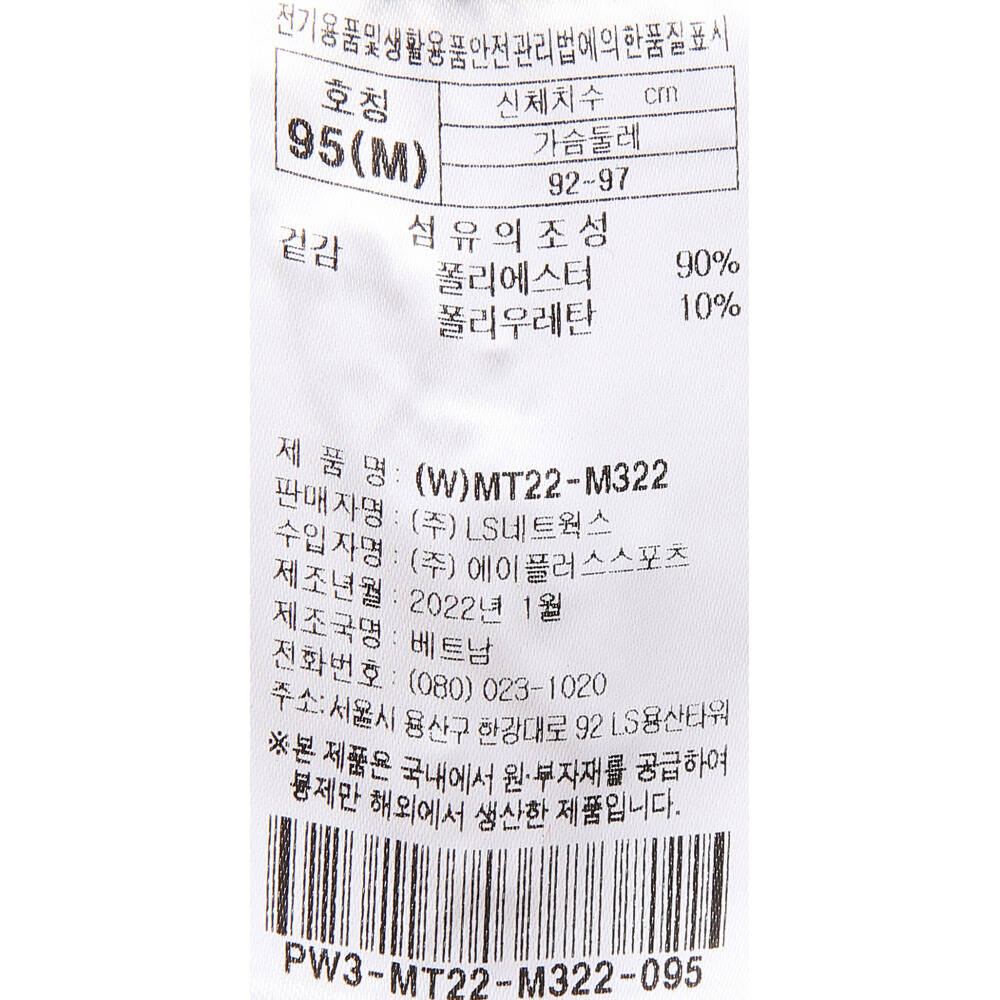 전기용품및생활용품안전관리법에의한품질표시
호칭
95(M)
신체치수 cm
가슴둘레
92-97
섬유의조성
겉감
폴리에스터 90%
폴리우레탄 10%
제 품 명 : (W)MT22-M322
판매자명 : (주) LS네트웍스
수입자명 : (주) 에이플러스스포츠
제조년월 : 2022년 1월
제조국명 : 베트남
전화번호 : (080) 023-1020
주소: 서울시 용산구 한강대로 92 LS용산타워
※본 제품은 국내에서 원·부자재를 공급하여
봉제만 해외에서 생산한 제품입니다.
PW3-MT22-M322-095